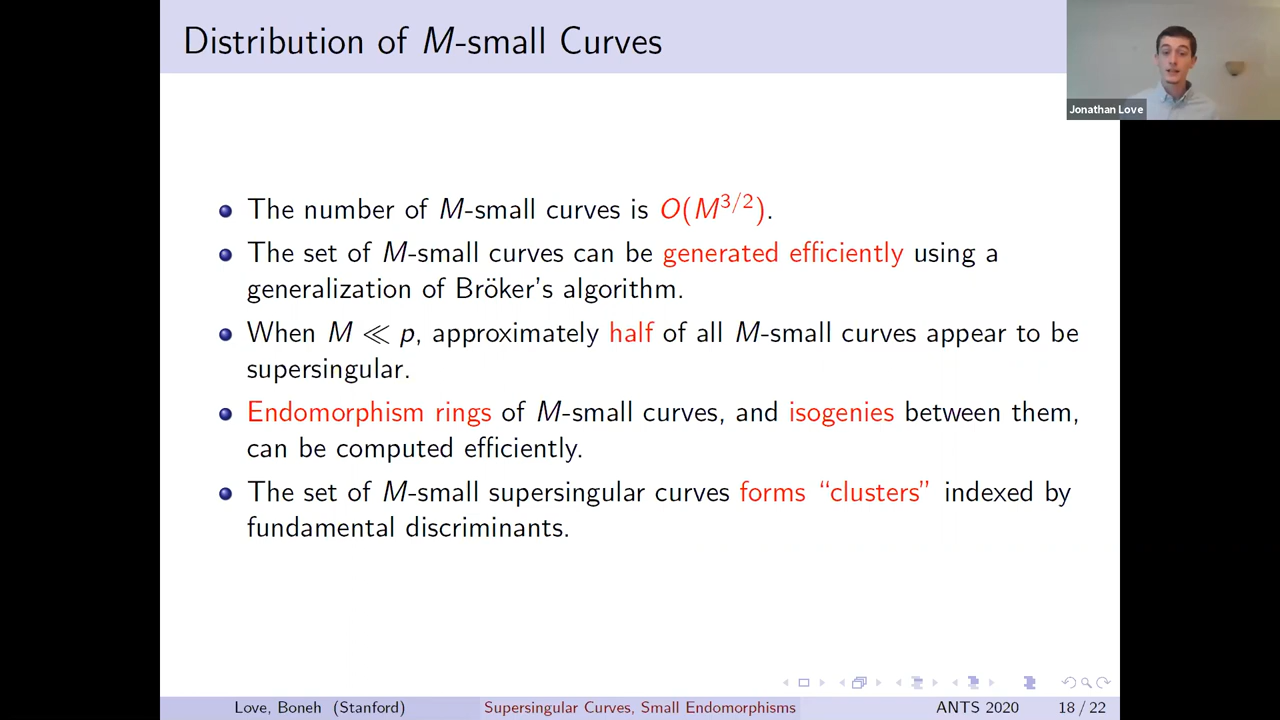 Distribution of M-small Curves
Jonathan Love
The number of M-small curves is O(M^{3/2}).
The set of M-small curves can be generated efficiently using a
generalization of Bröker's algorithm.
When M ≪ p, approximately half of all M-small curves appear to be
supersingular.
Endomorphism rings of M-small curves, and isogenies between them,
can be computed efficiently.
The set of M-small supersingular curves forms “clusters” indexed by
fundamental discriminants.
Love, Boneh (Stanford) Supersingular Curves, Small Endomorphisms ANTS 2020 18 / 22